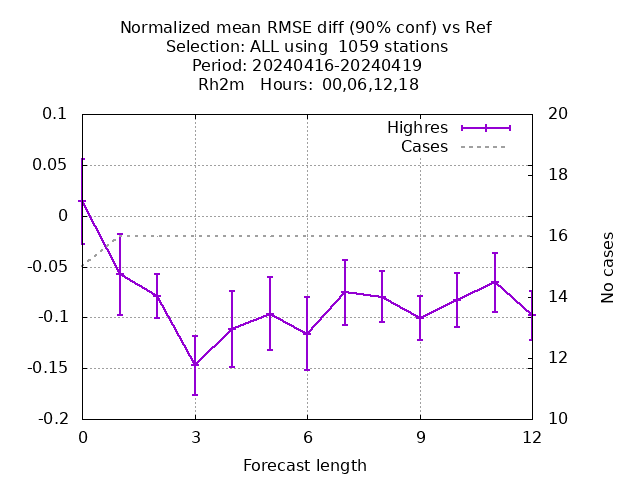 Normalized mean RMSE diff (90% conf) vs Ref
Selection: ALL using  1059 stations
Period: 20240416-20240419
Rh2m   Hours:  00,06,12,18
Highres
Cases
0.1
0.05
0
-0.05
-0.1
-0.15
-0.2
20
18
16
14
12
10
No cases
0 3 6 9 12
Forecast length